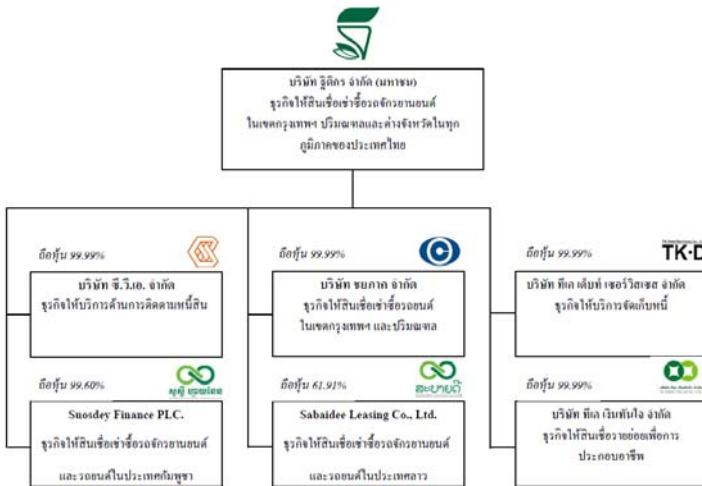 บริษัท ฐิติกร จำกัด (มหาชน)
ธุรกิจให้สินเชื่อเช่าซื้อรถจักรยานยนต์
ในเขตกรุงเทพฯ ปริมณฑลและต่างจังหวัดในทุก
ภูมิภาคของประเทศไทย
ถือหุ้น 99.99%
บริษัท ซี.วี.เอ. จำกัด
ธุรกิจให้บริการด้านการติดตามหนี้สิน
ถือหุ้น 99.99%
บริษัท ชยภาค จำกัด
ธุรกิจให้สินเชื่อเช่าซื้อรถยนต์
ในเขตกรุงเทพฯ และปริมณฑล
ถือหุ้น 99.99%
TK·D
บริษัท ทีเค เด็บท์ เซอร์วิสเซส จำกัด
ธุรกิจให้บริการจัดเก็บหนี้
ถือหุ้น 99.60%
Suosdey Finance PLC.
ธุรกิจให้สินเชื่อเช่าซื้อรถจักรยานยนต์
และรถยนต์ในประเทศกัมพูชา
ถือหุ้น 61.91%
ສະບາຍດີ
Sabaidee Leasing Co., Ltd.
ธุรกิจให้สินเชื่อเช่าซื้อรถจักรยานยนต์
และรถยนต์ในประเทศลาว
ถือหุ้น 99.99%
บริษัท ทีเค เงินทันใจ จำกัด
ธุรกิจให้สินเชื่อรายย่อยเพื่อการ
ประกอบอาชีพ